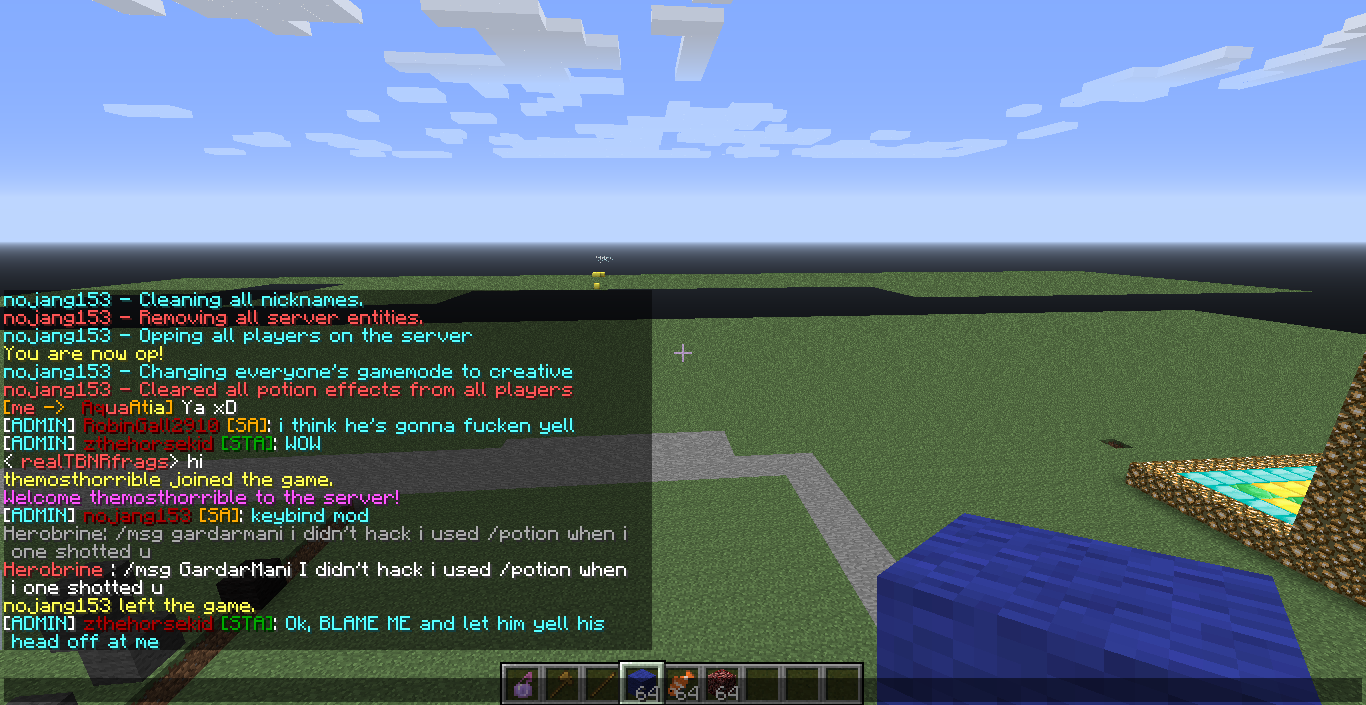 nojang153 - Cleaning all nicknames.
nojang153 - Removing all server entities.
nojang153 - Opping all players on the server
You are now op!
nojang153 - Changing everyone's gamemode to creative
nojang153 - Cleared all potion effects from all players
[me -> AquaAtia] Ya xD
[ADMIN] RobinGall2910 [SA]: i think he's gonna fucken yell
[ADMIN] zthehorsekid [STA]: WOW
< realTBNRfrags> hi
themosthorrible joined the game.
Welcome themosthorrible to the server!
[ADMIN] nojang153 [SA]: keybind mod
Herobrine: /msg gardarmani i didn't hack i used /potion when i
one shotted u
Herobrine : /msg GardarMani I didn't hack i used /potion when
i one shotted u
nojang153 left the game.
[ADMIN] zthehorsekid [STA]: Ok, BLAME ME and let him yell his
head off at me
64 64 64